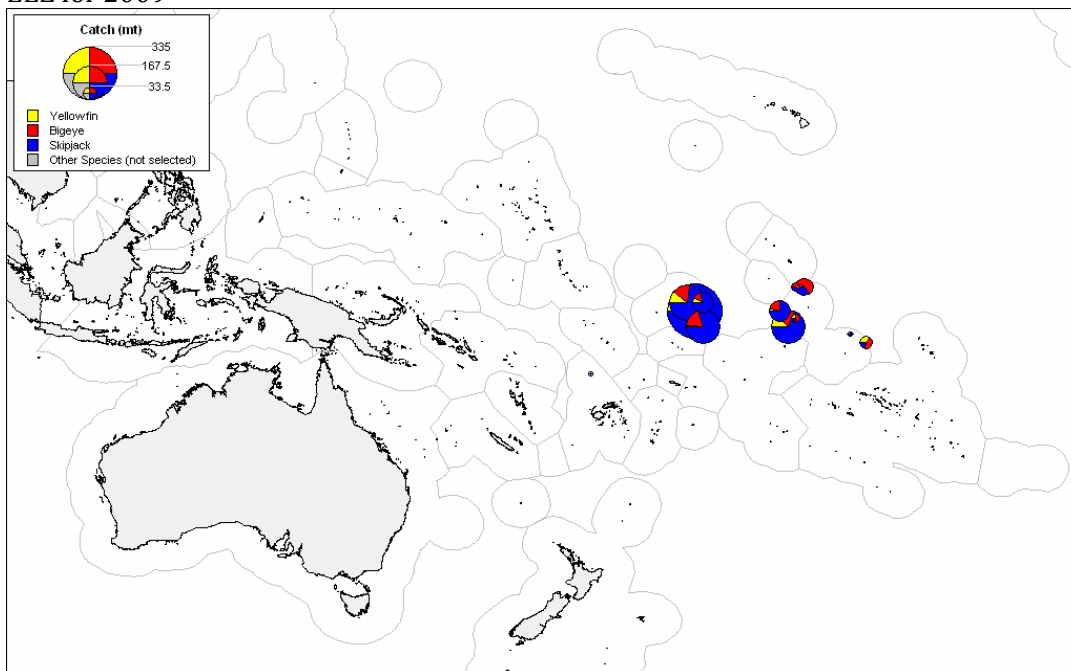 EEZ for 2009
Catch (mt)
335
167.5
33.5
Yellowfin
Bigeye
Skipjack
Other Species (not selected)